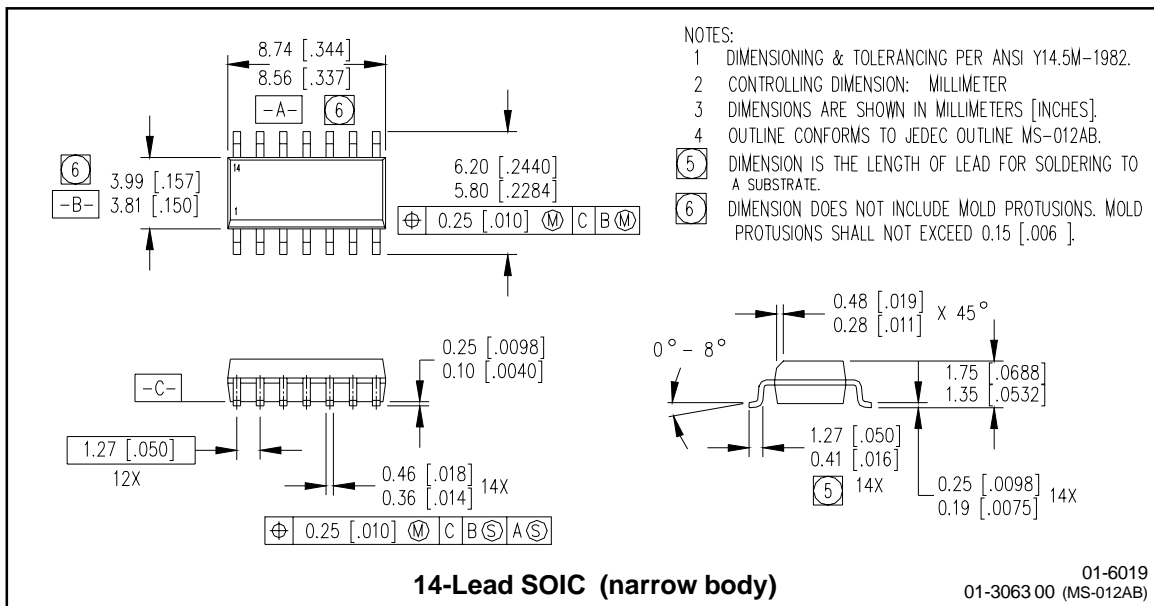 8.74 [.344]
8.56 [.337]
-A- 6
14
1
6
3.99 [.157]
3.81 [.150]
-B-
6.20 [.2440]
5.80 [.2284]
⌖ 0.25 [.010] Ⓜ C B Ⓜ
NOTES:
1 DIMENSIONING & TOLERANCING PER ANSI Y14.5M-1982.
2 CONTROLLING DIMENSION: MILLIMETER
3 DIMENSIONS ARE SHOWN IN MILLIMETERS [INCHES].
4 OUTLINE CONFORMS TO JEDEC OUTLINE MS-012AB.
5 DIMENSION IS THE LENGTH OF LEAD FOR SOLDERING TO
A SUBSTRATE.
6 DIMENSION DOES NOT INCLUDE MOLD PROTUSIONS. MOLD
PROTUSIONS SHALL NOT EXCEED 0.15 [.006 ].
-C-
0.25 [.0098]
0.10 [.0040]
1.27 [.050]
12X
0.46 [.018]
0.36 [.014] 14X
⌖ 0.25 [.010] Ⓜ C B Ⓢ A Ⓢ
0.48 [.019]
0.28 [.011] X 45°
0° - 8°
1.75 [.0688]
1.35 [.0532]
1.27 [.050]
0.41 [.016]
5 14X
0.25 [.0098]
0.19 [.0075] 14X
14-Lead SOIC (narrow body)
01-6019
01-3063 00 (MS-012AB)